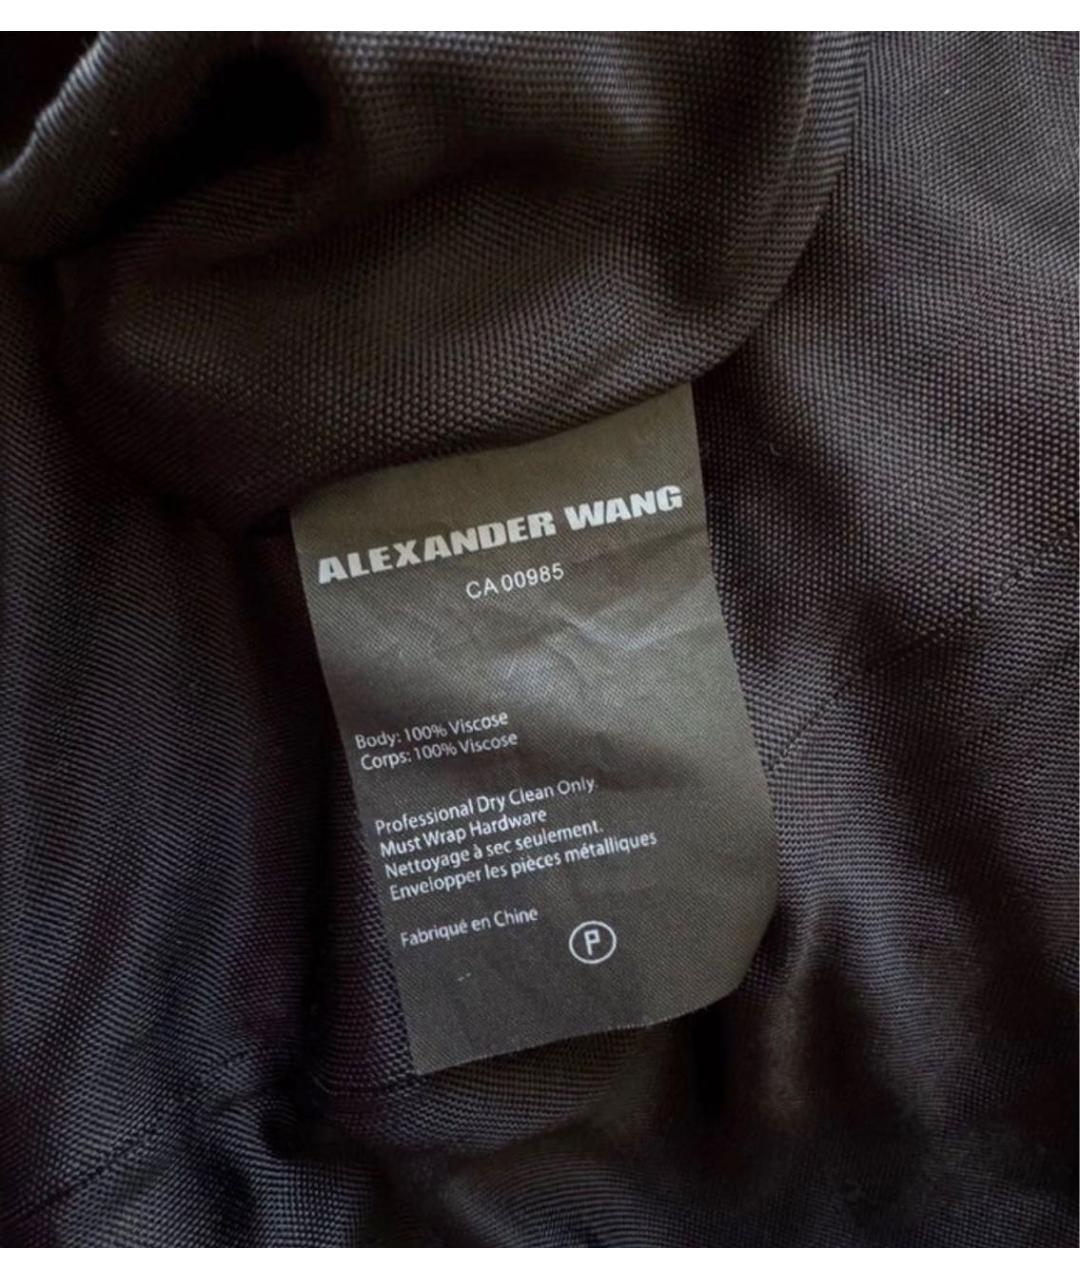 ALEXANDER WANG
CA 00985
Body: 100% Viscose
Corps: 100% Viscose
Professional Dry Clean Only
Must Wrap Hardware
Nettoyage à sec seulement.
Envelopper les pièces métalliques
Fabriqué en Chine
P